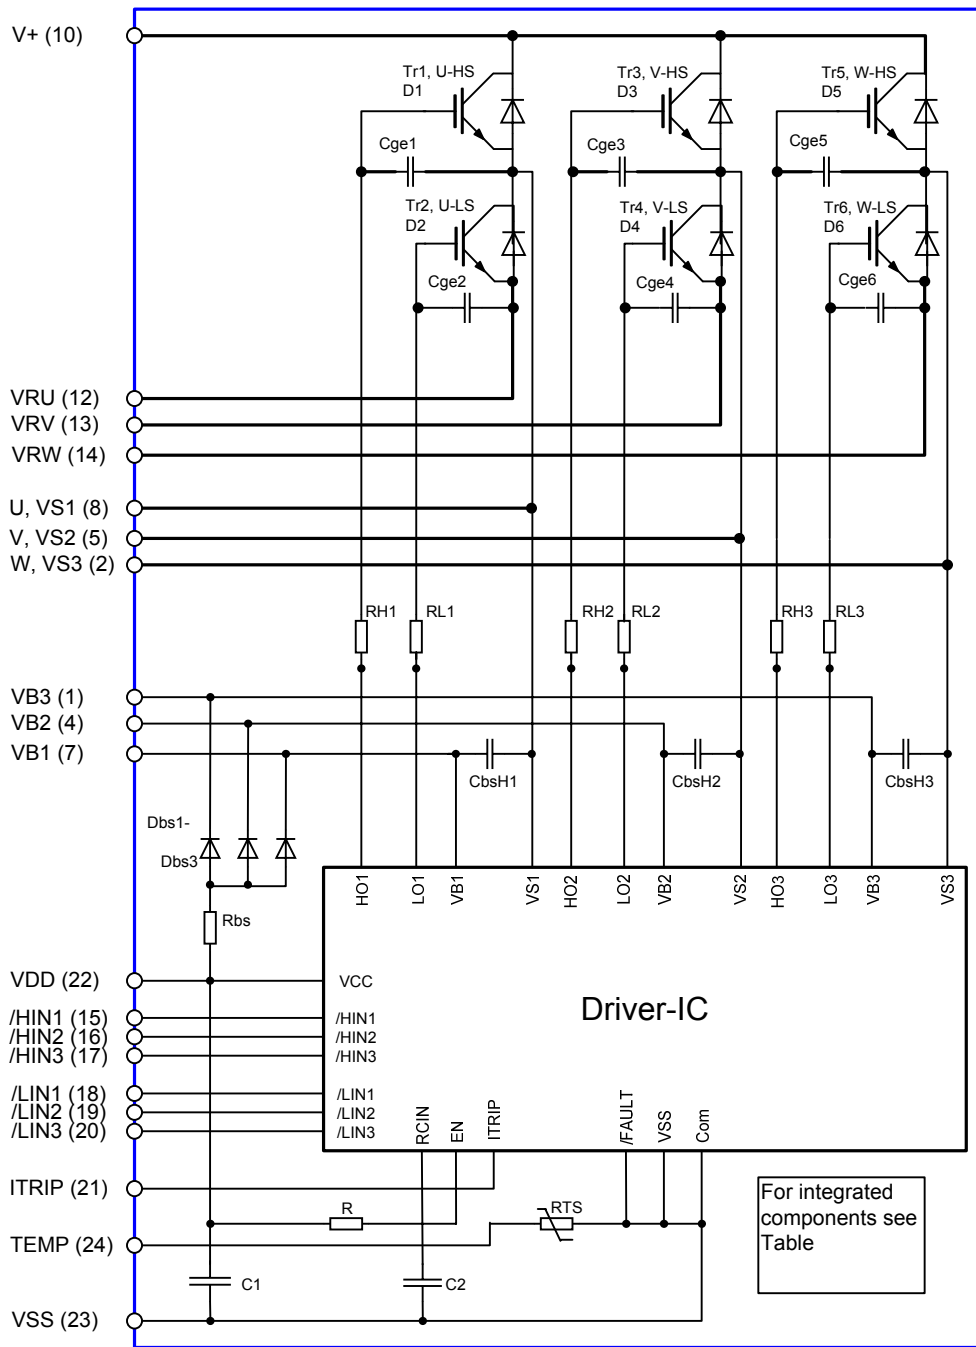 V+ (10)
Tr1, U-HS
D1
Tr3, V-HS
D3
Tr5, W-HS
D5
Cge1
Cge3
Cge5
Tr2, U-LS
D2
Tr4, V-LS
D4
Tr6, W-LS
D6
Cge2
Cge4
Cge6
VRU (12)
VRV (13)
VRW (14)
U, VS1 (8)
V, VS2 (5)
W, VS3 (2)
RH1
RL1
RH2
RL2
RH3
RL3
VB3 (1)
VB2 (4)
VB1 (7)
CbsH1
CbsH2
CbsH3
Dbs1-
Dbs3
Rbs
HO1
LO1
VB1
VS1
HO2
LO2
VB2
VS2
HO3
LO3
VB3
VS3
VDD (22)
VCC
Driver-IC
/HIN1 (15)
/HIN1
/HIN2 (16)
/HIN2
/HIN3 (17)
/HIN3
/LIN1 (18)
/LIN1
/LIN2 (19)
/LIN2
/LIN3 (20)
/LIN3
RCIN
EN
ITRIP
/FAULT
VSS
Com
ITRIP (21)
R
RTS
For integrated
components see
Table
TEMP (24)
C1
C2
VSS (23)